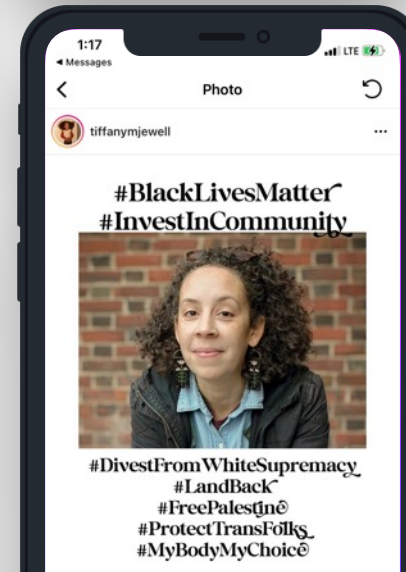 1:17
LTE
◄ Messages
Photo
tiffanymjewell
#BlackLivesMatter
#InvestInCommunity
#DivestFromWhiteSupremacy
#LandBack
#FreePalestine
#ProtectTransFolks
#MyBodyMyChoice